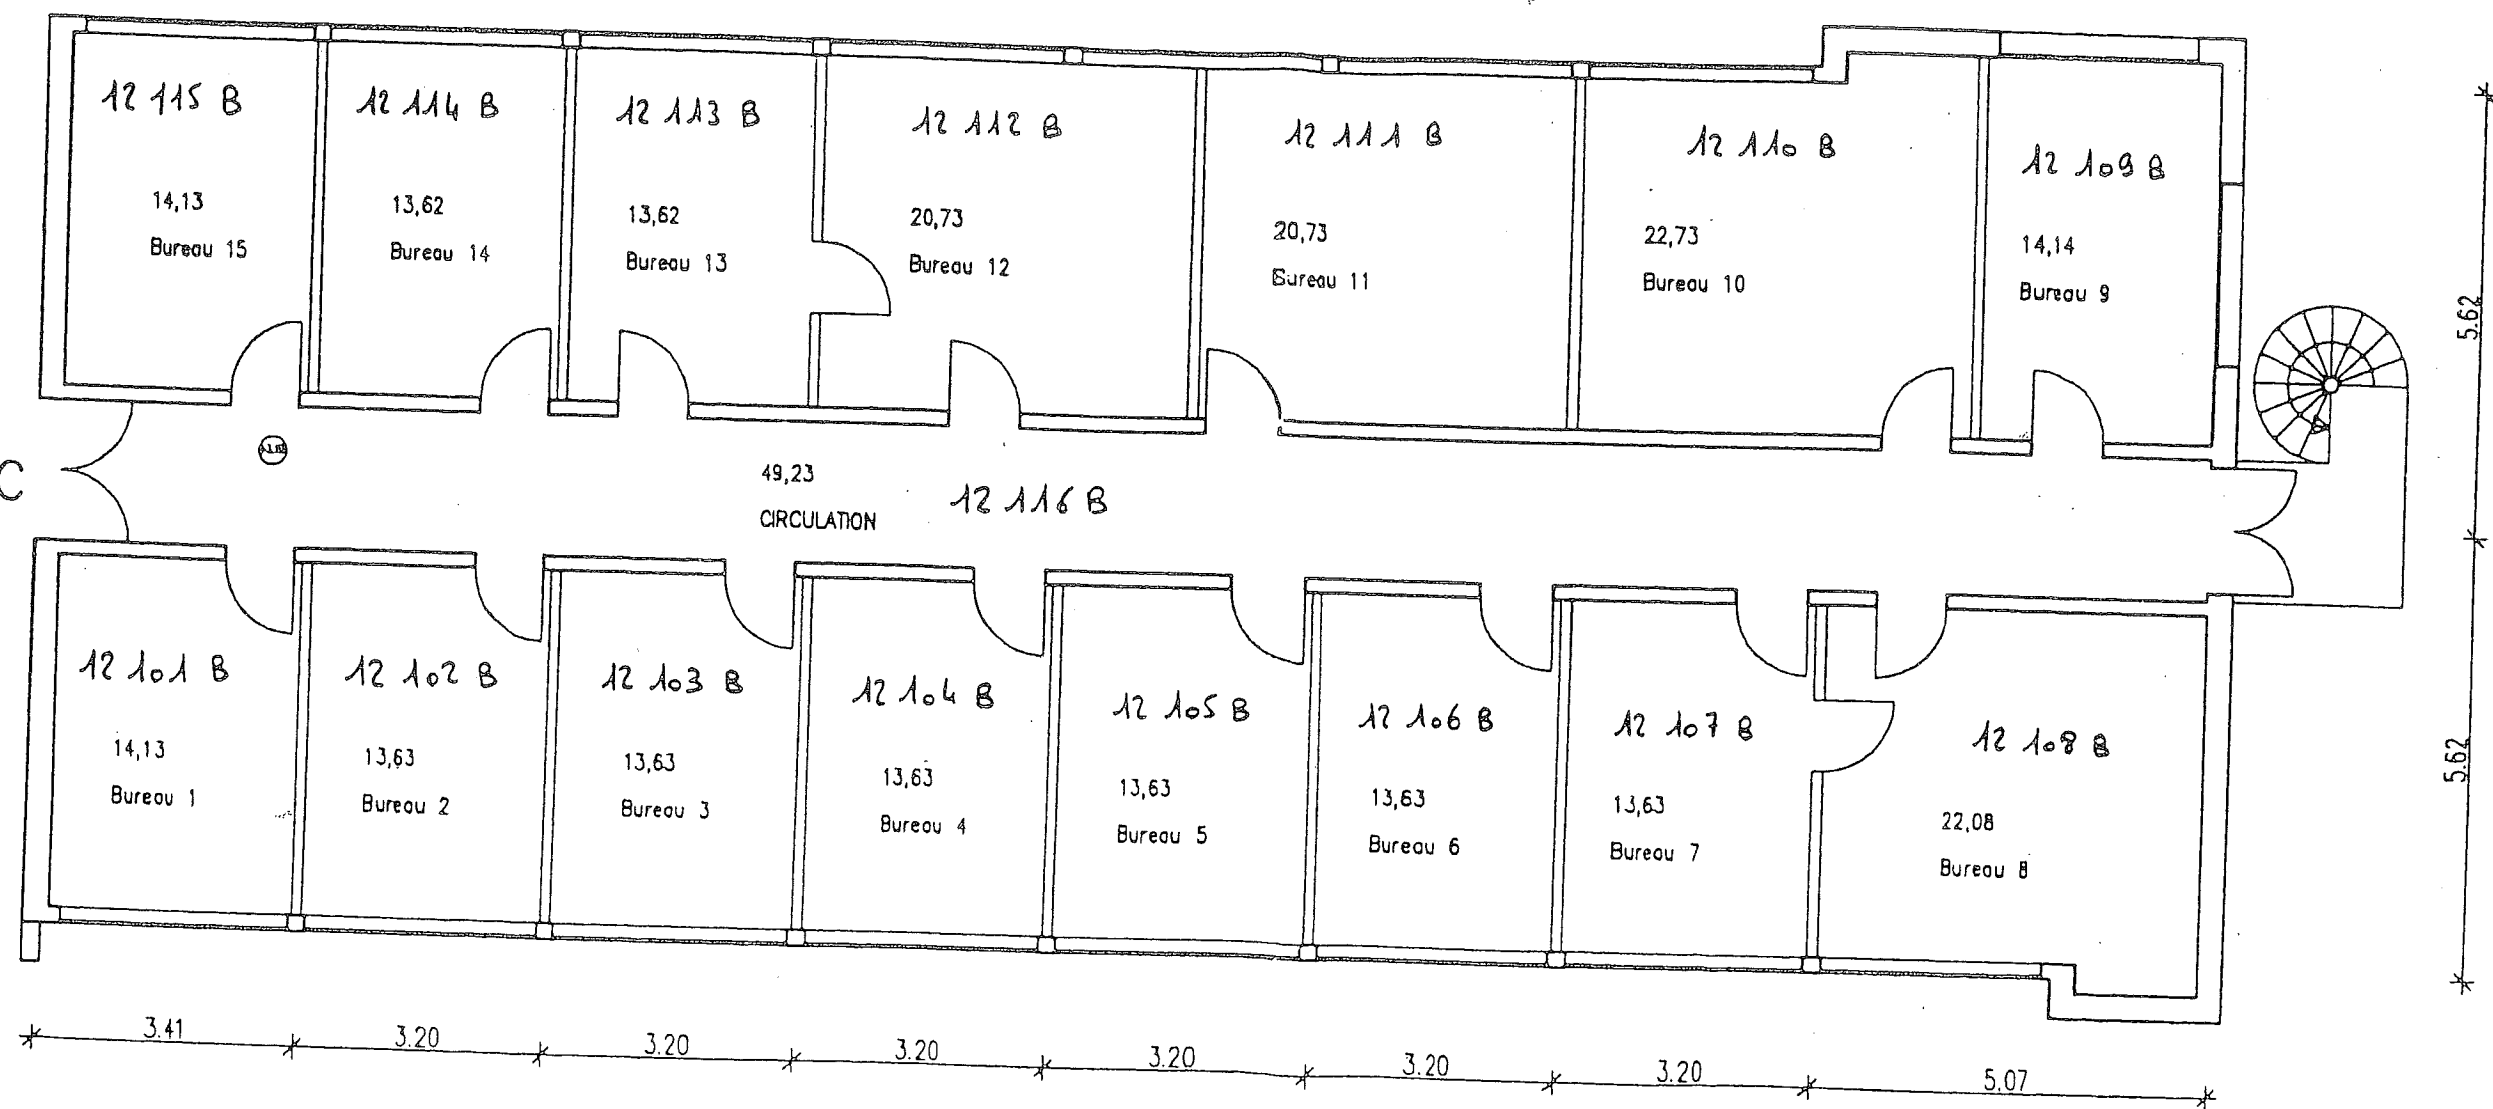 12 115 B
14,13
Bureau 15
12 114 B
13,62
Bureau 14
12 113 B
13,62
Bureau 13
12 112 B
20,73
Bureau 12
12 111 B
20,73
Bureau 11
12 110 B
22,73
Bureau 10
12 109 B
14,14
Bureau 9
5.62
C
49,23
CIRCULATION
12 116 B
12 101 B
14,13
Bureau 1
12 102 B
13,63
Bureau 2
12 103 B
13,63
Bureau 3
12 104 B
13,63
Bureau 4
12 105 B
13,63
Bureau 5
12 106 B
13,63
Bureau 6
12 107 B
13,63
Bureau 7
12 108 B
22,08
Bureau 8
5.62
3.41
3.20
3.20
3.20
3.20
3.20
3.20
5.07